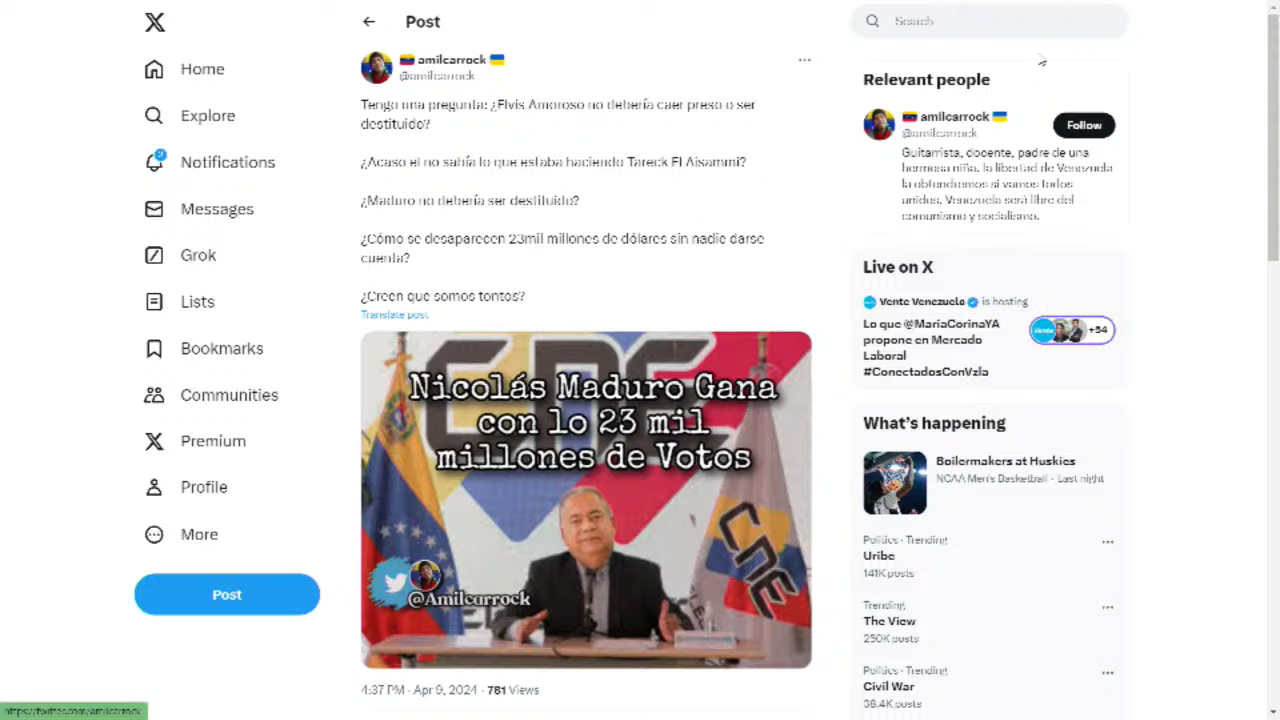 Home
Explore
2
Notifications
Messages
Grok
Lists
Bookmarks
Communities
Premium
Profile
More
Post
Post
amilcarrock
@amilcarrock
Tengo una pregunta: ¿Elvis Amoroso no debería caer preso o ser
destituido?
¿Acaso el no sabía lo que estaba haciendo Tareck El Aisammi?
¿Maduro no debería ser destituido?
¿Cómo se desaparecen 23mil millones de dólares sin nadie darse
cuenta?
¿Creen que somos tontos?
Translate post
CNE
Nicolás Maduro Gana
con lo 23 mil
millones de Votos
CNE
@Amilcarrock
4:37 PM · Apr 9, 2024 · 781 Views
Search
Relevant people
amilcarrock
@amilcarrock
Follow
Guitarrista, docente, padre de una
hermosa niña, la libertad de Venezuela
la obtendremos si vamos todos
unidos. Venezuela será libre del
comunismo y socialismo.
Live on X
Vente Venezuela is hosting
Lo que @MariaCorinaYA
propone en Mercado
Laboral
#ConectadosConVzla
+54
What's happening
Boilermakers at Huskies
NCAA Men's Basketball · Last night
Politics · Trending
Uribe
141K posts
Trending
The View
250K posts
Politics · Trending
Civil War
38.4K posts
https://twitter.com/amilcarrock